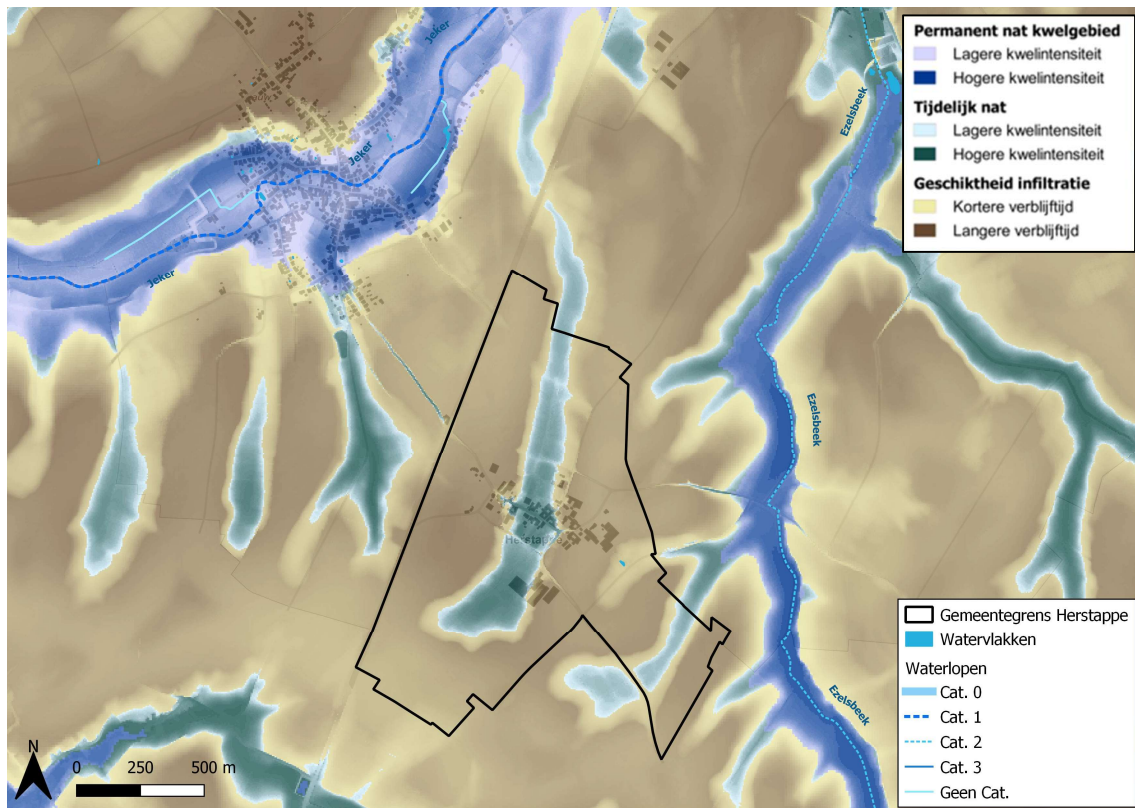 Permanent nat kwelgebied
Lagere kwelintensiteit
Hogere kwelintensiteit
Tijdelijk nat
Lagere kwelintensiteit
Hogere kwelintensiteit
Geschiktheid infiltratie
Kortere verblijftijd
Langere verblijftijd
Jeker
Jeker
Jeker
Jeker
Ezelsbeek
Ezelsbeek
Ezelsbeek
Herstappe
Gemeentegrens Herstappe
Watervlakken
Waterlopen
Cat. 0
Cat. 1
Cat. 2
Cat. 3
Geen Cat.
N
0 250 500 m